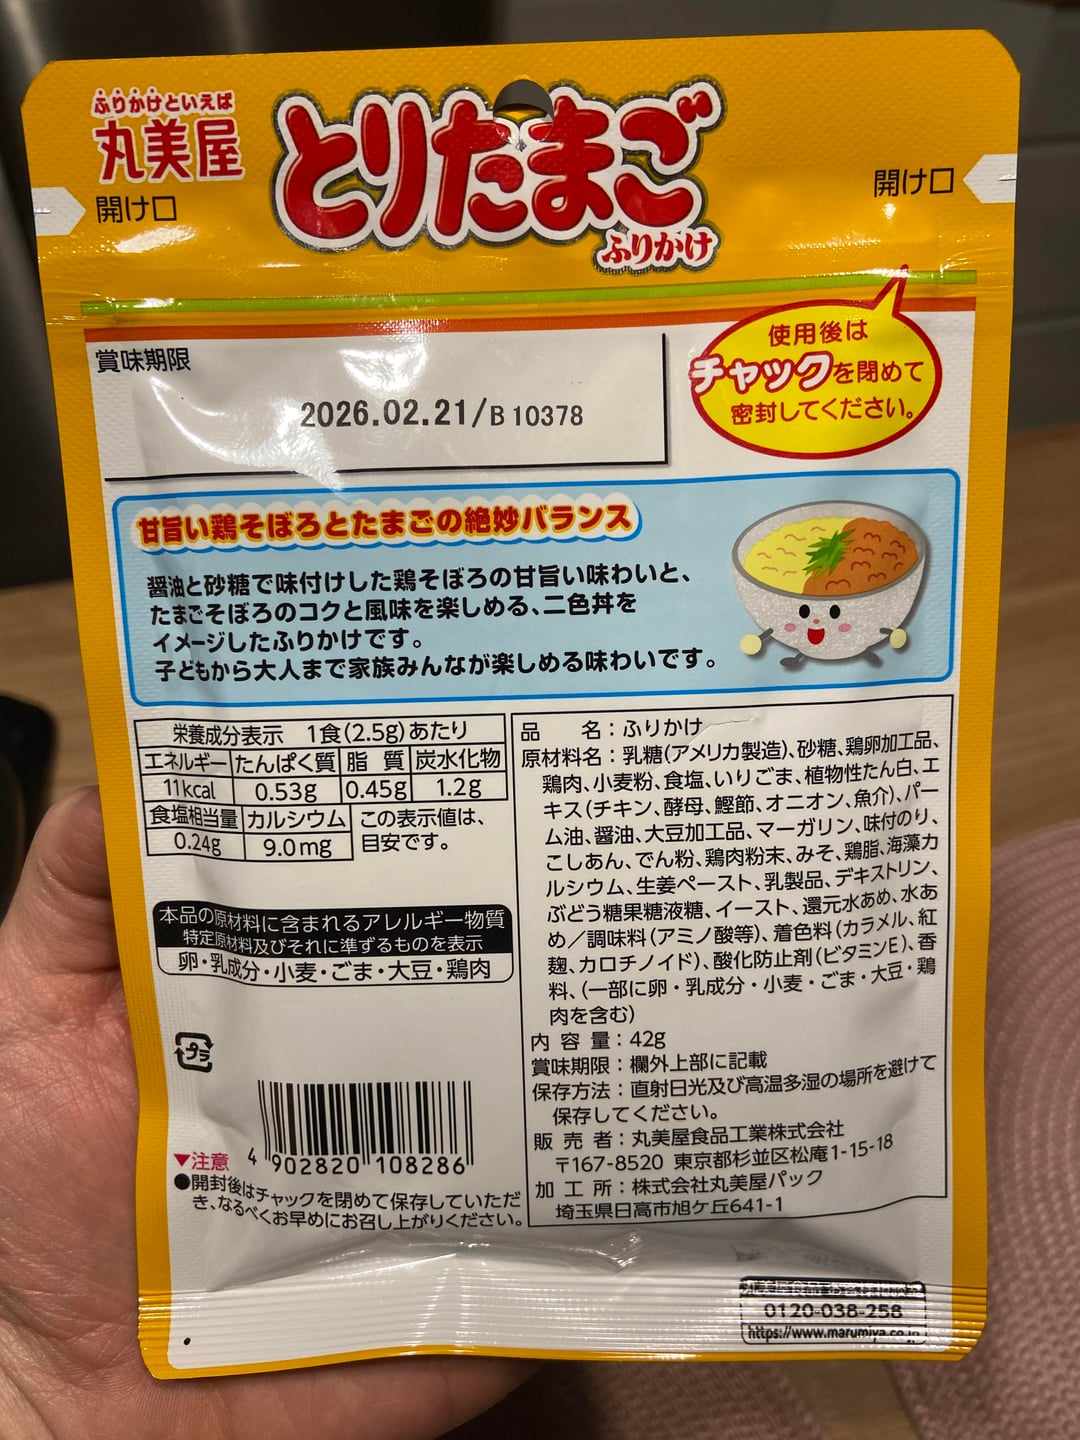 ふりかけといえば
丸美屋
とりたまご
ふりかけ
開け口
開け口
使用後は
チャックを閉めて
密封してください。
賞味期限
2026.02.21/B10378
甘旨い鶏そぼろとたまごの絶妙バランス
醤油と砂糖で味付けした鶏そぼろの甘旨い味わいと、
たまごそぼろのコクと風味を楽しめる、二色丼を
イメージしたふりかけです。
子どもから大人まで家族みんなが楽しめる味わいです。
栄養成分表示 1食(2.5g)あたり
エネルギー たんぱく質 脂質 炭水化物
11kcal 0.53g 0.45g 1.2g
食塩相当量 カルシウム この表示値は、
0.24g 9.0mg 目安です。
本品の原材料に含まれるアレルギー物質
特定原材料及びそれに準ずるものを表示
卵・乳成分・小麦・ごま・大豆・鶏肉
プラ
4 902820 108286
▼注意
●開封後はチャックを閉めて保存していただ
き、なるべくお早めにお召し上がりください。
品名：ふりかけ
原材料名：乳糖(アメリカ製造)、砂糖、鶏卵加工品、
鶏肉、小麦粉、食塩、いりごま、植物性たん白、エ
キス(チキン、酵母、鰹節、オニオン、魚介)、パー
ム油、醤油、大豆加工品、マーガリン、味付のり、
こしあん、でん粉、鶏肉粉末、みそ、鶏脂、海藻カ
ルシウム、生姜ペースト、乳製品、デキストリン、
ぶどう糖果糖液糖、イースト、還元水あめ、水あ
め／調味料(アミノ酸等)、着色料(カラメル、紅
麹、カロチノイド)、酸化防止剤(ビタミンE)、香
料、(一部に卵・乳成分・小麦・ごま・大豆・鶏
肉を含む)
内容量：42g
賞味期限：欄外上部に記載
保存方法：直射日光及び高温多湿の場所を避けて
保存してください。
販売者：丸美屋食品工業株式会社
〒167-8520 東京都杉並区松庵1-15-18
加工所：株式会社丸美屋パック
埼玉県日高市旭ケ丘641-1
0120-038-258
https://www.marumiya.co.jp/